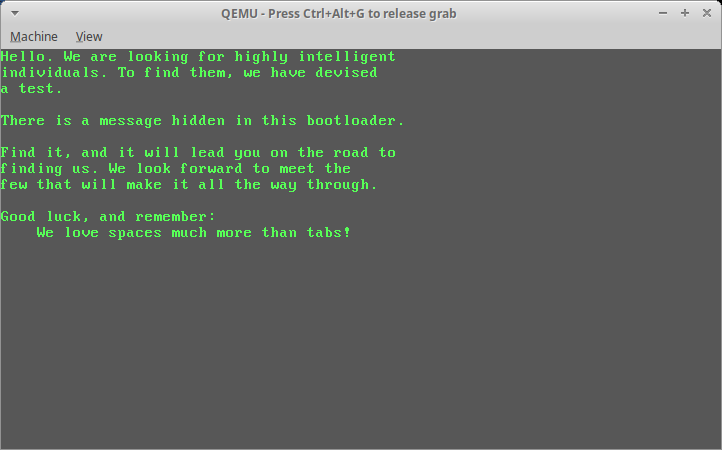 QEMU - Press Ctrl+Alt+G to release grab
Machine View
Hello. We are looking for highly intelligent
individuals. To find them, we have devised
a test.
There is a message hidden in this bootloader.
Find it, and it will lead you on the road to
finding us. We look forward to meet the
few that will make it all the way through.
Good luck, and remember:
We love spaces much more than tabs!